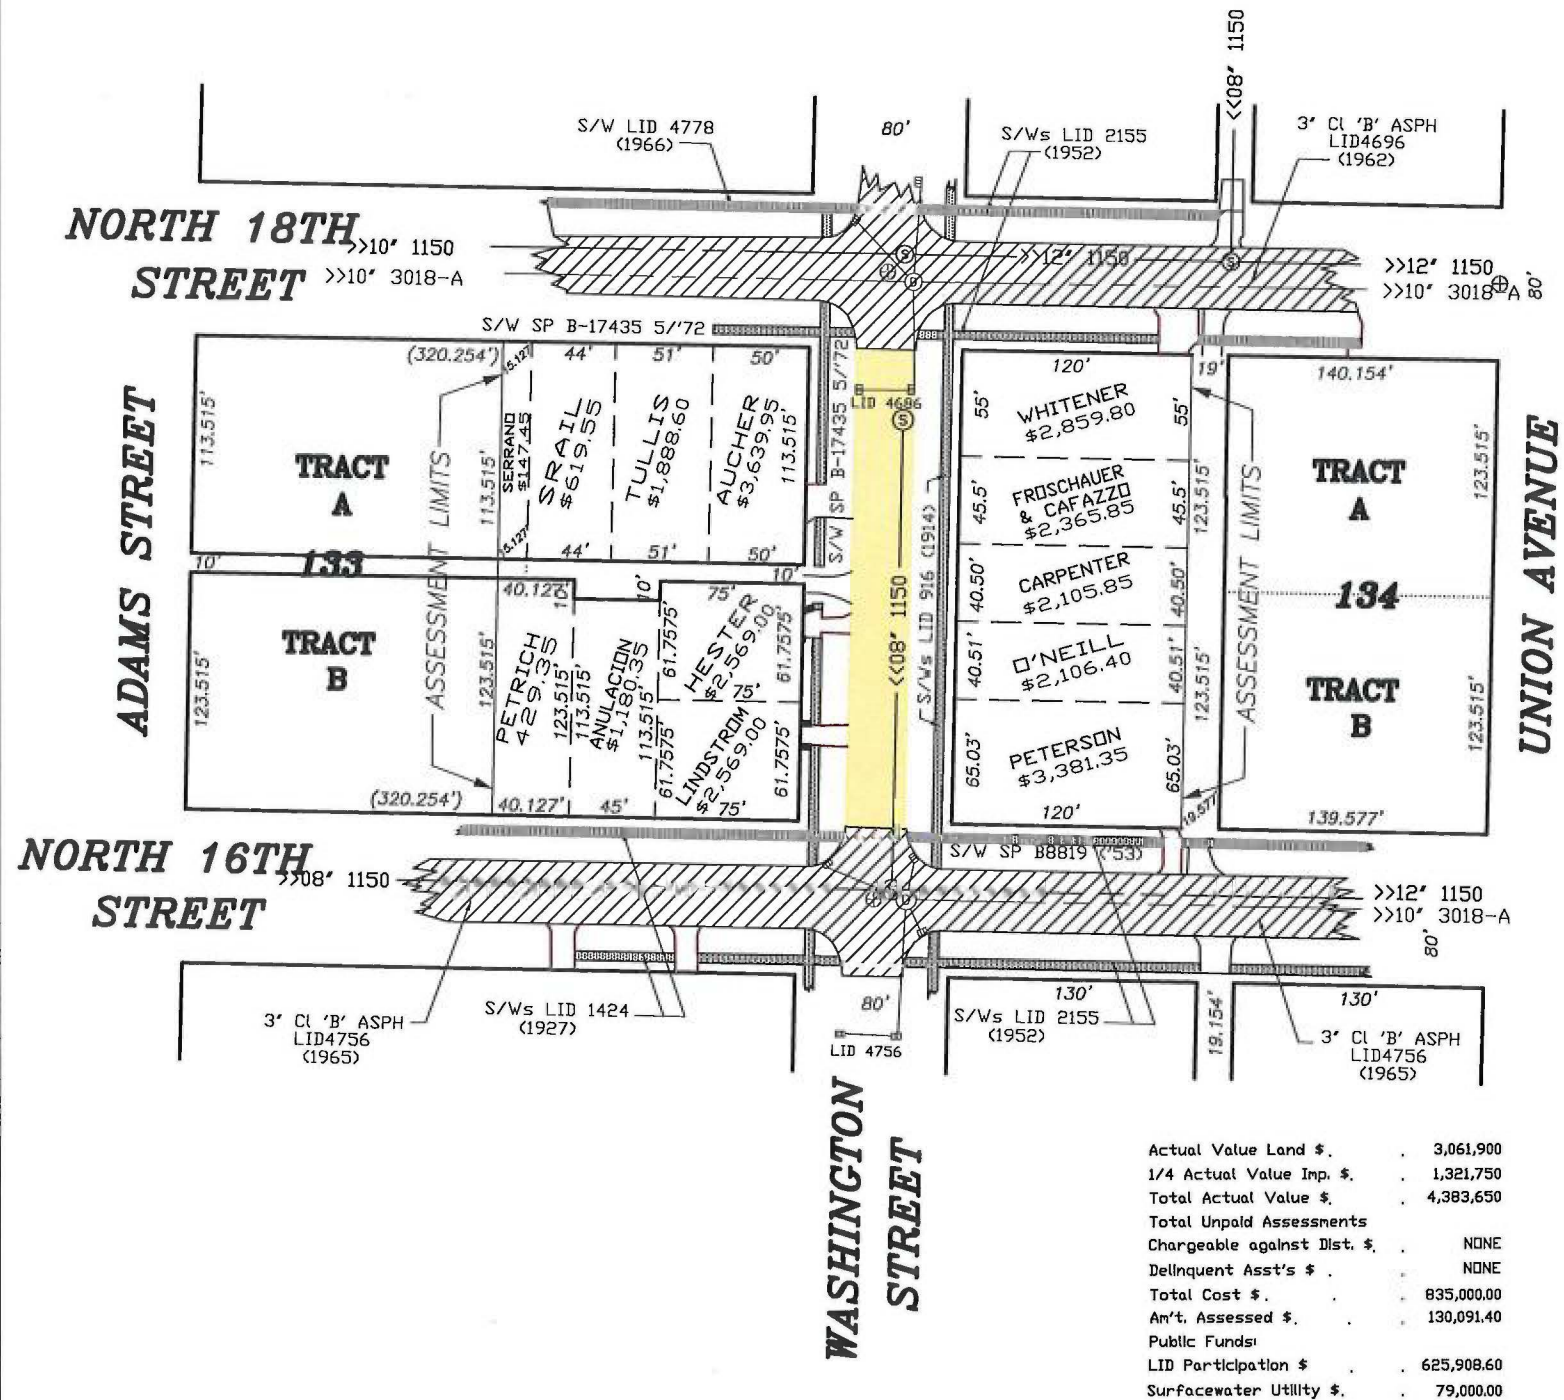 <<08" 1150
80'
S/W LID 4778
(1966)
S/Ws LID 2155
(1952)
3" Cl 'B' ASPH
LID4696
(1962)
NORTH 18TH
STREET
>>10" 1150
>>10" 3018-A
>>12" 1150
S
D
S
>>12" 1150
>>10" 3018-A
80'
S/W SP B-17435 5/'72
(320.254')
15.127'
44'
51'
50'
S/W SP B-17435 5/'72
LID 4686
S
120'
19'
140.154'
ADAMS STREET
113.515'
TRACT
A
ASSESSMENT LIMITS
113.515'
SERRANO
$147.45
SRAIL
$619.55
TULLIS
$1,888.60
AUCHER
$3,639.95
113.515'
15.127'
44'
51'
50'
S/Ws LID 916 (1914)
55'
WHITENER
$2,859.80
55'
45.5'
FROSCHAUER
& CAFAZZO
$2,365.85
45.5'
123.515'
ASSESSMENT LIMITS
TRACT
A
123.515'
UNION AVENUE
10'
133
10'
40.127'
10'
10'
75'
<<08" 1150
40.50'
CARPENTER
$2,105.85
40.50'
134
123.515'
TRACT
B
123.515'
PETRICH
429.35
123.515'
113.515'
ANULACION
$1,180.35
113.515'
61.7575'
HESTER
$2,569.00
61.7575'
75'
61.7575'
LINDSTROM
$2,569.00
61.7575'
75'
40.51'
O'NEILL
$2,106.40
40.51'
123.515'
TRACT
B
123.515'
65.03'
PETERSON
$3,381.35
65.03'
(320.254')
40.127'
45'
120'
19.577'
139.577'
NORTH 16TH
STREET
>>08" 1150
S/W SP B8819 ('53)
D
>>12" 1150
>>10" 3018-A
80'
3" Cl 'B' ASPH
LID4756
(1965)
S/Ws LID 1424
(1927)
80'
LID 4756
130'
S/Ws LID 2155
(1952)
19.154'
130'
3" Cl 'B' ASPH
LID4756
(1965)
WASHINGTON
STREET
Actual Value Land $. . 3,061,900
1/4 Actual Value Imp. $. . 1,321,750
Total Actual Value $. . 4,383,650
Total Unpaid Assessments
Chargeable against Dist. $. . NONE
Delinquent Asst's $ . . NONE
Total Cost $. . . 835,000.00
Am't. Assessed $. . . 130,091.40
Public Funds:
LID Participation $ . . 625,908.60
Surfacewater Utility $. . 79,000.00